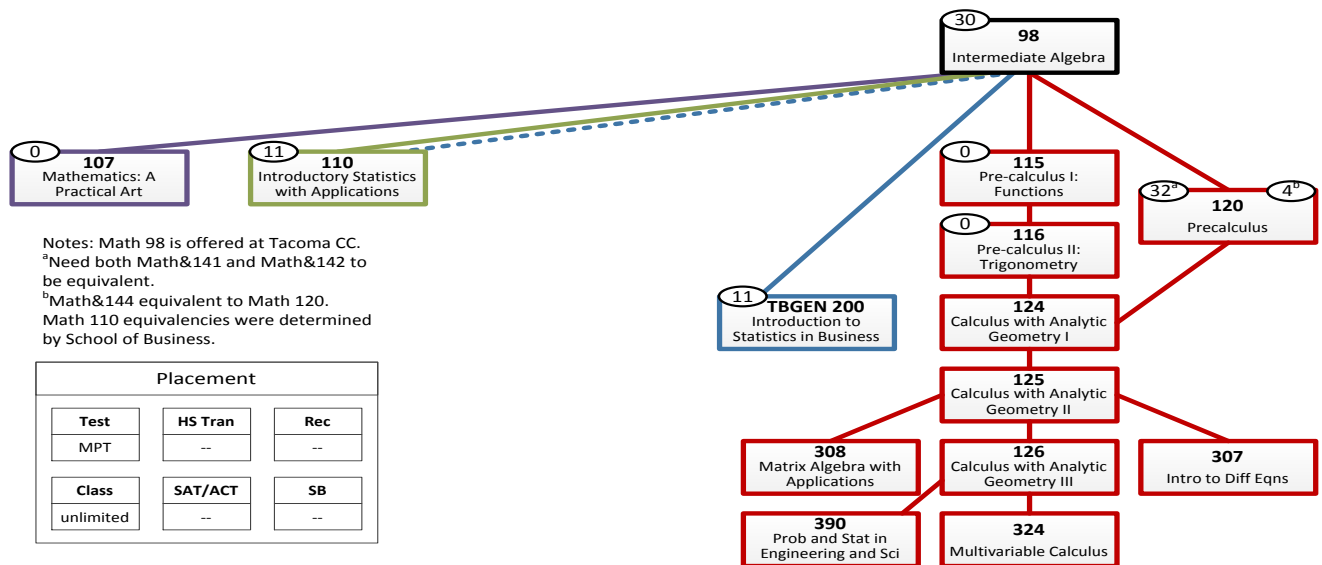 30
98
Intermediate Algebra
0
107
Mathematics: A
Practical Art
11
110
Introductory Statistics
with Applications
0
115
Pre-calculus I:
Functions
32a
4b
120
Precalculus
0
116
Pre-calculus II:
Trigonometry
Notes: Math 98 is offered at Tacoma CC.
aNeed both Math&141 and Math&142 to
be equivalent.
bMath&144 equivalent to Math 120.
Math 110 equivalencies were determined
by School of Business.
11
TBGEN 200
Introduction to
Statistics in Business
124
Calculus with Analytic
Geometry I
125
Calculus with Analytic
Geometry II
308
Matrix Algebra with
Applications
126
Calculus with Analytic
Geometry III
307
Intro to Diff Eqns
390
Prob and Stat in
Engineering and Sci
324
Multivariable Calculus
Placement
Test
MPT
HS Tran
--
Rec
--
Class
unlimited
SAT/ACT
--
SB
--